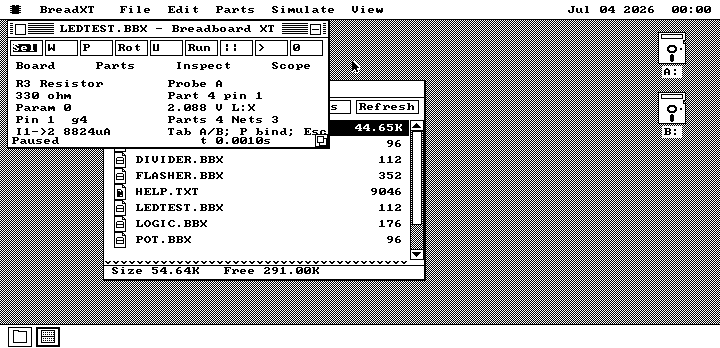 BreadXT File Edit Parts Simulate View Jul 04 2026 00:00
LEDTEST.BBX - Breadboard XT
Sel W P Rot U Run :: > 0
Board Parts Inspect Scope
R3 Resistor Probe A
330 ohm Part 4 pin 1
Param 0 2.088 V L:X
Pin 1 g4 Parts 4 Nets 3
I1->2 8824uA Tab A/B; P bind; Esc
Paused t 0.0010s
s Refresh
44.65K
96
DIVIDER.BBX 112
FLASHER.BBX 352
HELP.TXT 9046
LEDTEST.BBX 112
LOGIC.BBX 176
POT.BBX 96
Size 54.64K Free 291.00K
A:
B: